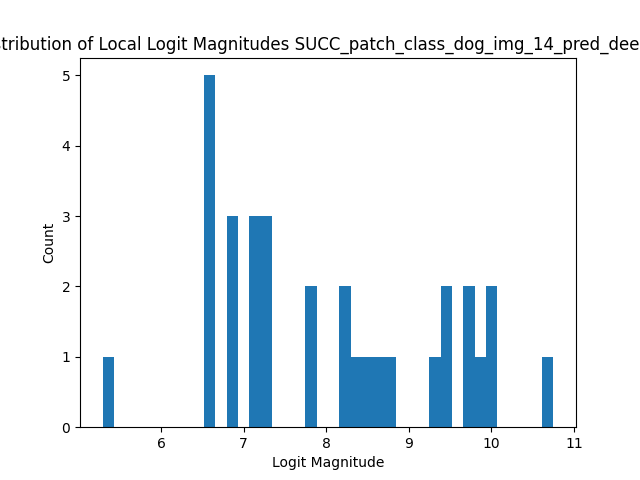 of Local Logit Magnitudes SUCC_patch_class_dog_img_14_pred_dee
5
4
3
2
1
0
Count
6 7 8 9 10 11
Logit Magnitude